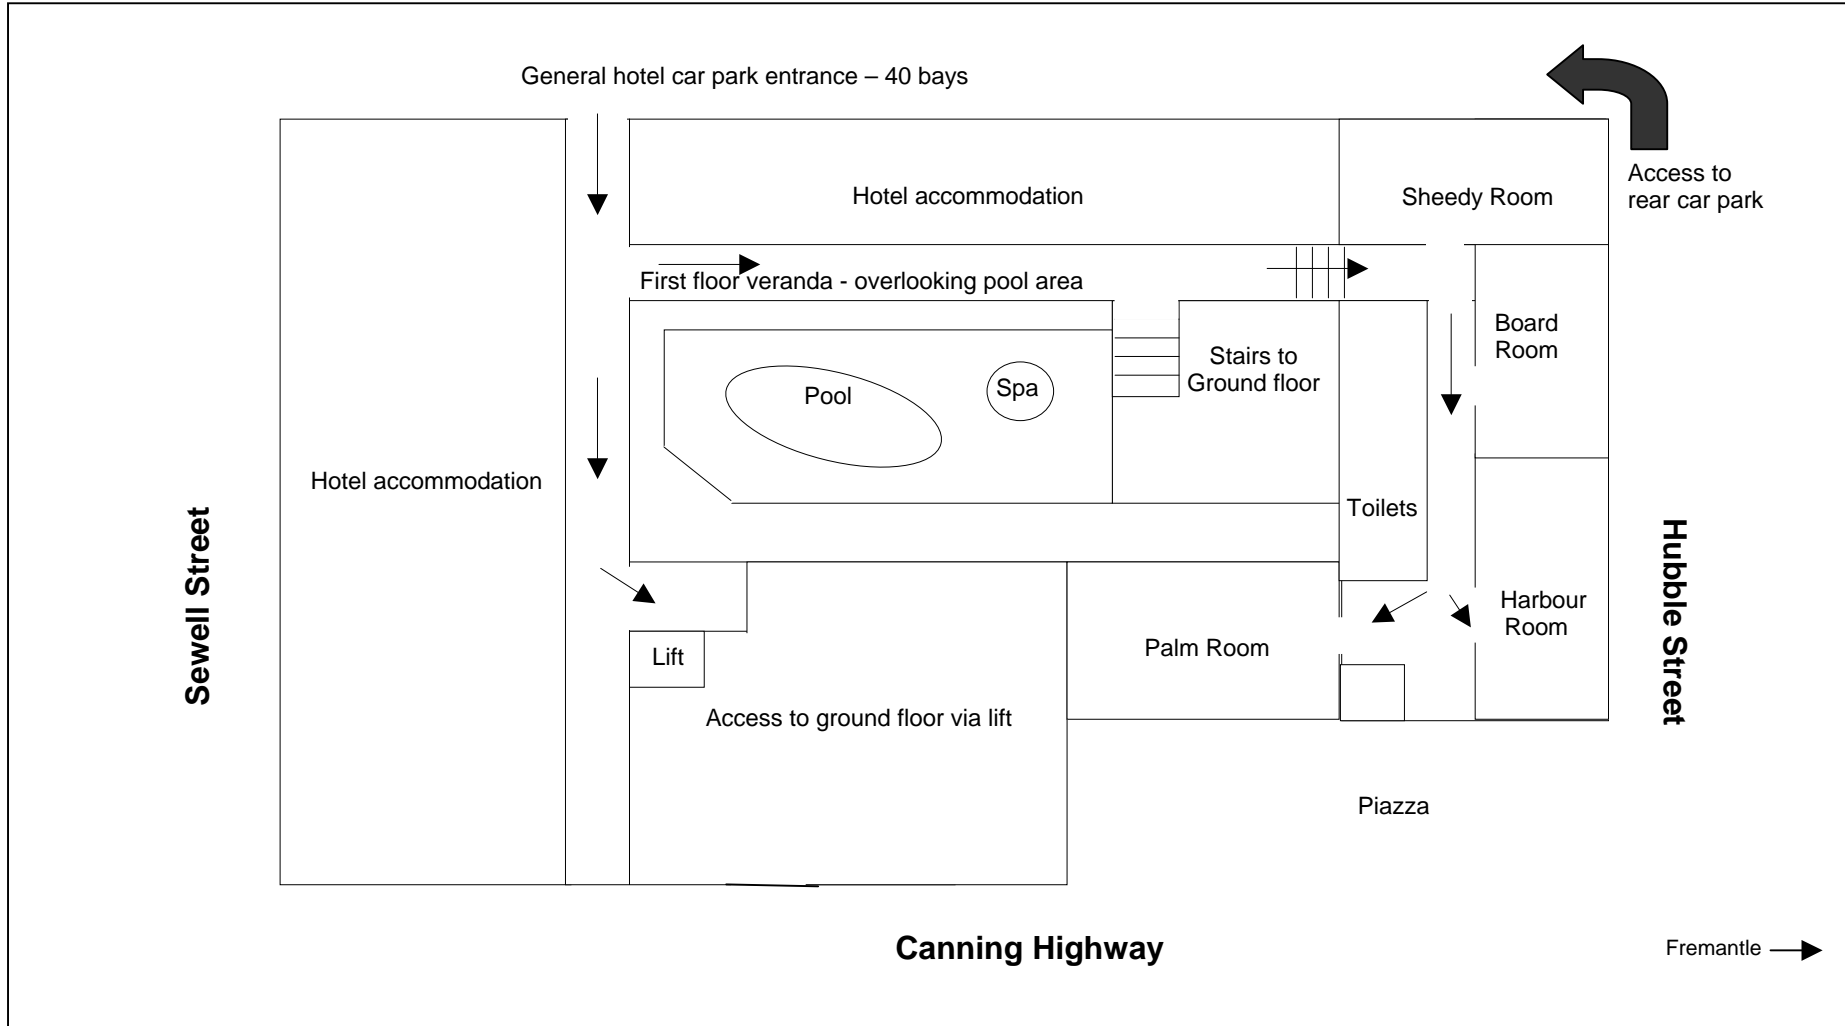 General hotel car park entrance – 40 bays
Access to
rear car park
Hotel accommodation
Sheedy Room
First floor veranda - overlooking pool area
Board
Room
Stairs to
Ground floor
Pool
Spa
Hotel accommodation
Toilets
Sewell Street
Hubble Street
Harbour
Room
Palm Room
Lift
Access to ground floor via lift
Piazza
Canning Highway
Fremantle